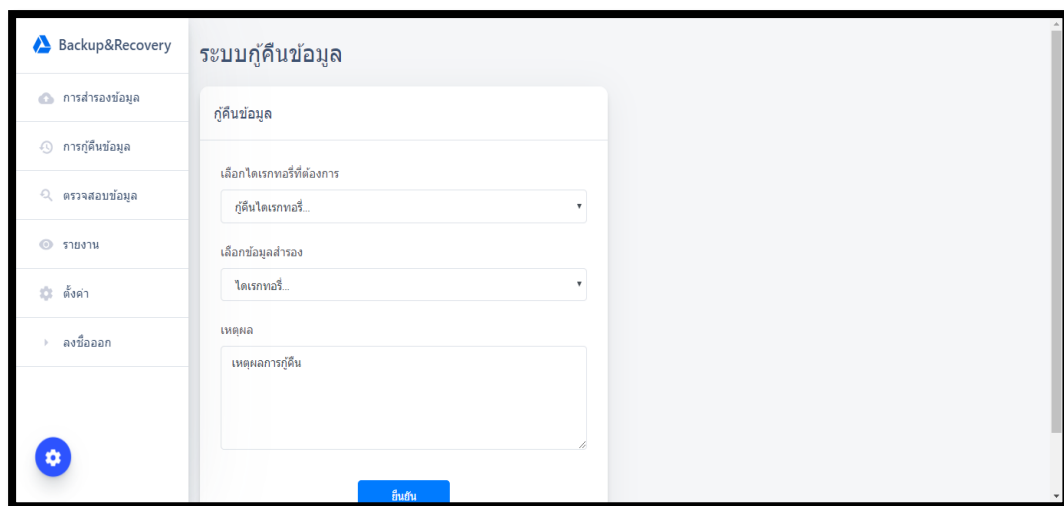 Backup&Recovery
การสำรองข้อมูล
การกู้คืนข้อมูล
ตรวจสอบข้อมูล
รายงาน
ตั้งค่า
ลงชื่อออก
ระบบกู้คืนข้อมูล
กู้คืนข้อมูล
เลือกไดเรกทอรี่ที่ต้องการ
กู้คืนไดเรกทอรี่...
เลือกข้อมูลสำรอง
ไดเรกทอรี่...
เหตุผล
เหตุผลการกู้คืน
ยืนยัน